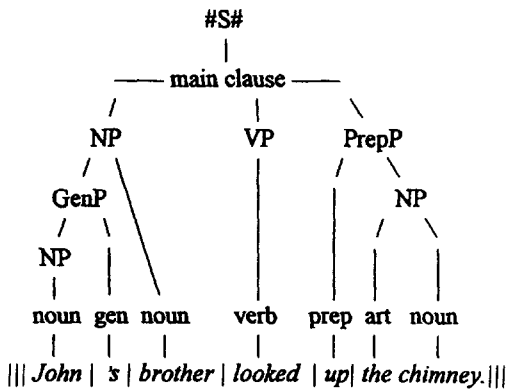 #S#
main clause
NP VP PrepP
GenP NP
NP
noun gen noun verb prep art noun
||| John | 's | brother | looked | up | the chimney. |||